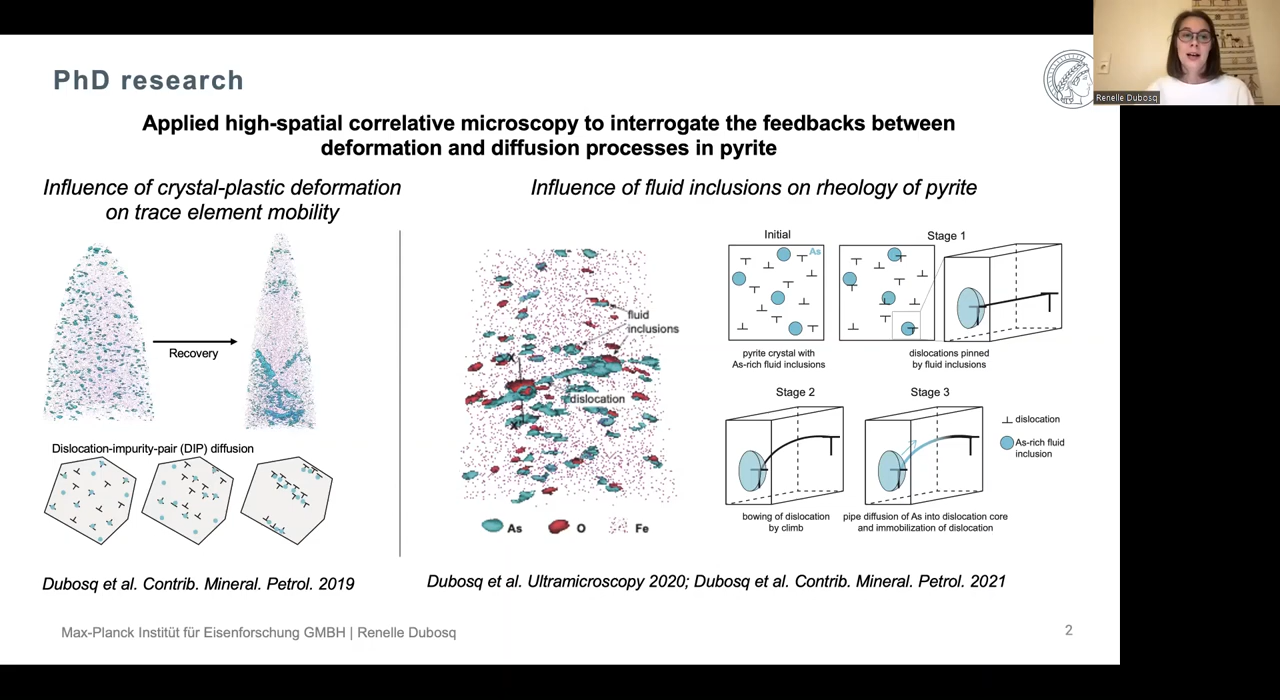 PhD research
Renelle Dubosq
Applied high-spatial correlative microscopy to interrogate the feedbacks between
deformation and diffusion processes in pyrite
Influence of crystal-plastic deformation
on trace element mobility
Recovery
Dislocation-impurity-pair (DIP) diffusion
Dubosq et al. Contrib. Mineral. Petrol. 2019
Influence of fluid inclusions on rheology of pyrite
fluid
inclusions
X
dislocation
X'
As
O
Fe
Initial
As
pyrite crystal with
As-rich fluid inclusions
Stage 1
dislocations pinned
by fluid inclusions
Stage 2
bowing of dislocation
by climb
Stage 3
pipe diffusion of As into dislocation core
and immobilization of dislocation
dislocation
As-rich fluid
inclusion
Dubosq et al. Ultramicroscopy 2020; Dubosq et al. Contrib. Mineral. Petrol. 2021
Max-Planck Institüt für Eisenforschung GMBH | Renelle Dubosq
2